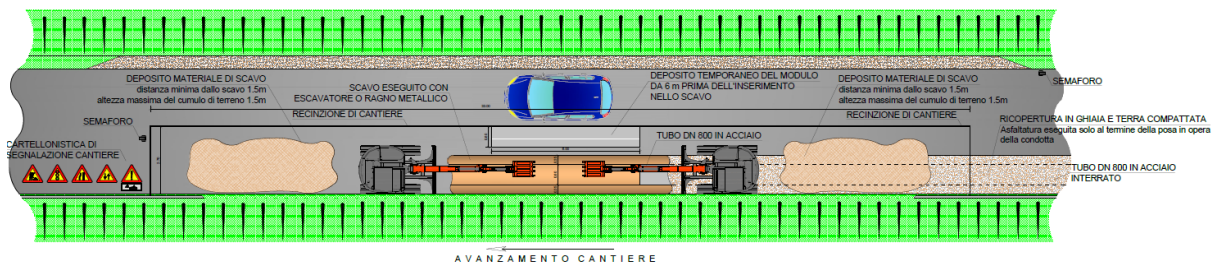 DEPOSITO MATERIALE DI SCAVO
distanza minima dallo scavo 1.5m
altezza massima del cumulo di terreno 1.5m
SCAVO ESEGUITO CON
ESCAVATORE O RAGNO METALLICO
RECINZIONE DI CANTIERE
DEPOSITO TEMPORANEO DEL MODULO
DA 6 m PRIMA DELL'INSERIMENTO
NELLO SCAVO
DEPOSITO MATERIALE DI SCAVO
distanza minima dallo scavo 1.5m
altezza massima del cumulo di terreno 1.5m
RECINZIONE DI CANTIERE
SEMAFORO
SEMAFORO
CARTELLONISTICA DI
SEGNALAZIONE CANTIERE
TUBO DN 800 IN ACCIAIO
RICOPERTURA IN GHIAIA E TERRA COMPATTATA
Asfaltatura eseguita solo al termine della posa in opera
della condotta
TUBO DN 800 IN ACCIAIO
INTERRATO
AVANZAMENTO CANTIERE